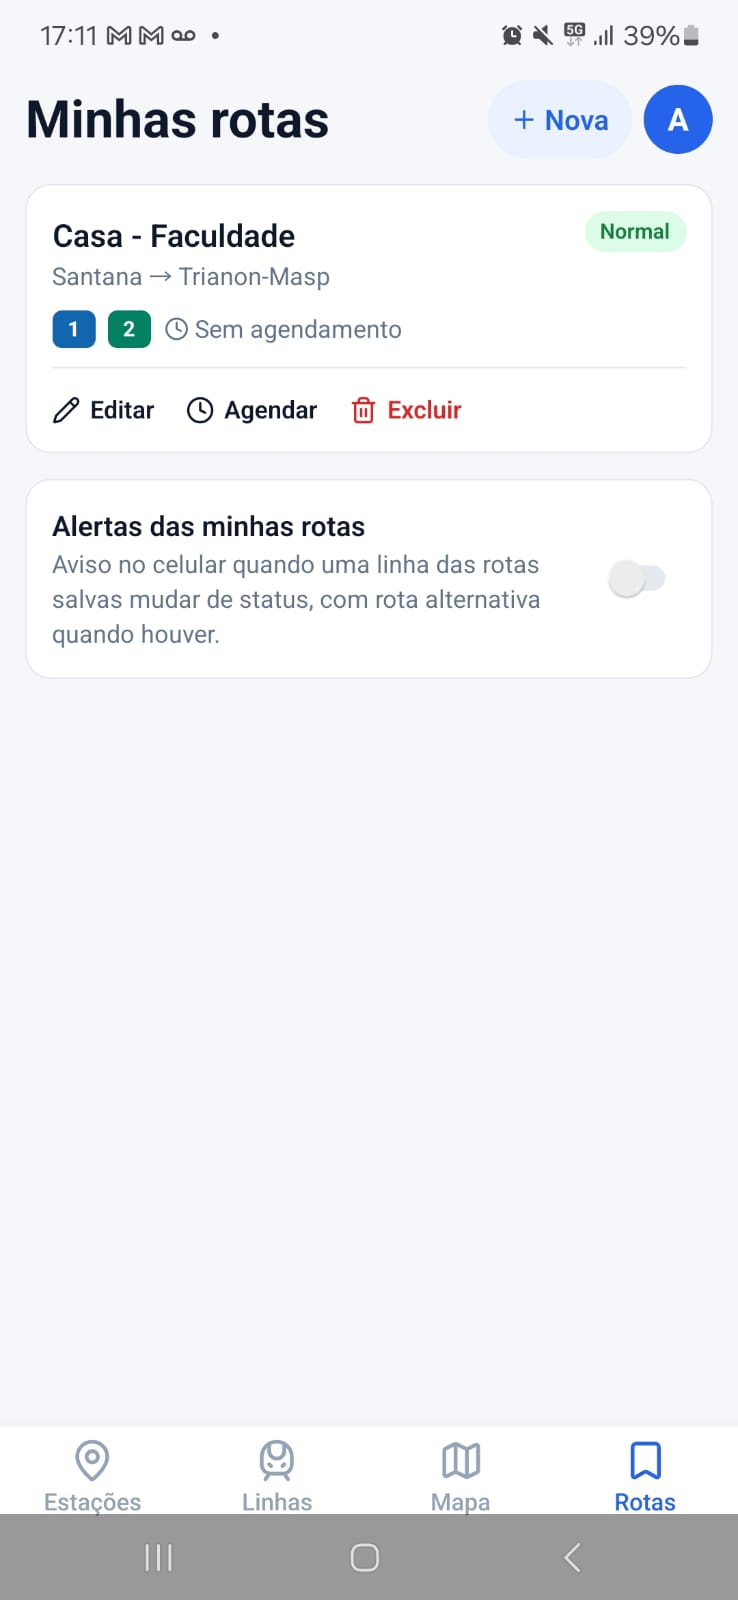 17:11
5G
39%
Minhas rotas
+ Nova
A
Casa - Faculdade
Normal
Santana → Trianon-Masp
1 2 Sem agendamento
Editar Agendar Excluir
Alertas das minhas rotas
Aviso no celular quando uma linha das rotas
salvas mudar de status, com rota alternativa
quando houver.
Estações Linhas Mapa Rotas